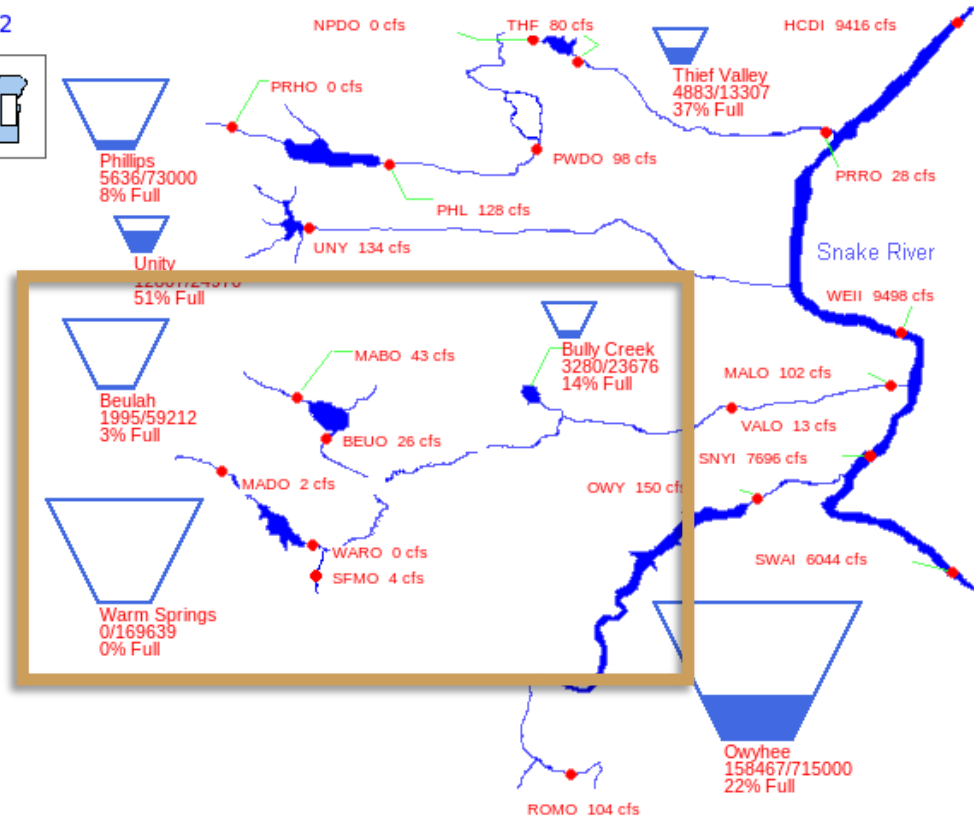 2
NPDO 0 cfs
THF 80 cfs
HCDI 9416 cfs
Thief Valley
4883/13307
37% Full
PRHO 0 cfs
Phillips
5636/73000
8% Full
PWDO 98 cfs
PRRO 28 cfs
PHL 128 cfs
UNY 134 cfs
Snake River
Unity
51% Full
WEII 9498 cfs
Bully Creek
3280/23676
14% Full
MABO 43 cfs
MALO 102 cfs
Beulah
1995/59212
3% Full
VALO 13 cfs
BEUO 26 cfs
SNYI 7696 cfs
MADO 2 cfs
OWY 150 cfs
WARO 0 cfs
SWAI 6044 cfs
SFMO 4 cfs
Warm Springs
0/169639
0% Full
Owyhee
158467/715000
22% Full
ROMO 104 cfs